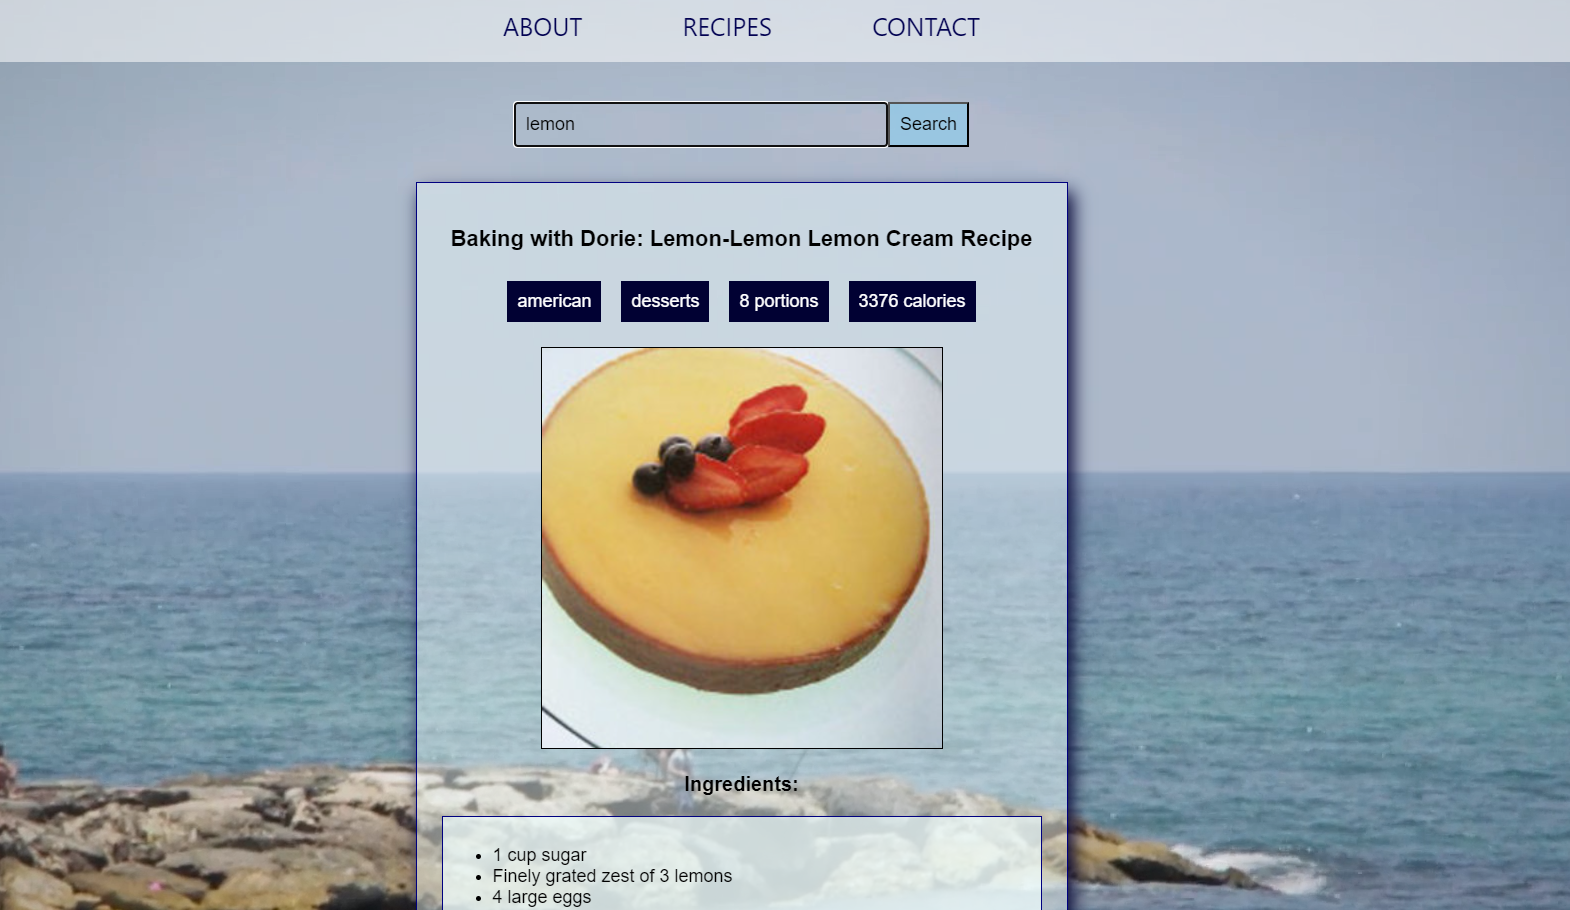 ABOUT RECIPES CONTACT
lemon Search
Baking with Dorie: Lemon-Lemon Lemon Cream Recipe
american desserts 8 portions 3376 calories
Ingredients:
1 cup sugar
Finely grated zest of 3 lemons
4 large eggs